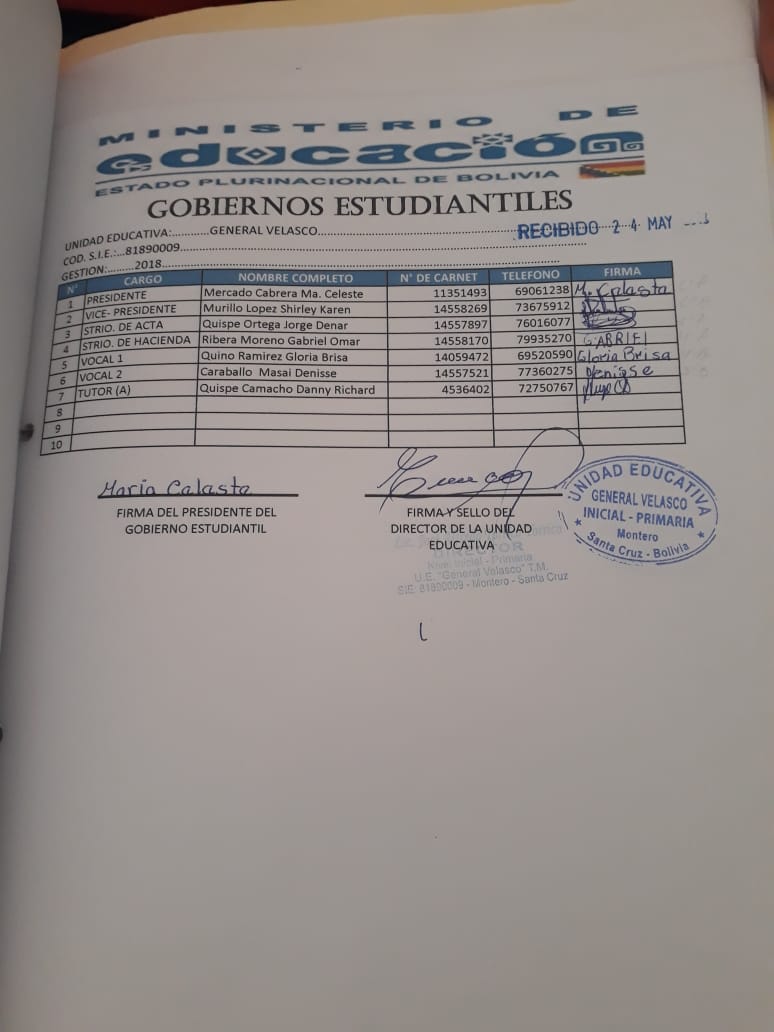 MINISTERIO DE
educación
ESTADO PLURINACIONAL DE BOLIVIA
GOBIERNOS ESTUDIANTILES
UNIDAD EDUCATIVA:...........GENERAL VELASCO...........
RECIBIDO 24 MAY
COD. S.I.E.:...81890009...........
GESTION:.........2018...........
N° CARGO NOMBRE COMPLETO N° DE CARNET TELEFONO FIRMA
1 PRESIDENTE Mercado Cabrera Ma. Celeste 11351493 69061238 M. Calasta
2 VICE- PRESIDENTE Murillo Lopez Shirley Karen 14558269 73675912
3 STRIO. DE ACTA Quispe Ortega Jorge Denar 14557897 76016077
4 STRIO. DE HACIENDA Ribera Moreno Gabriel Omar 14558170 79935270 GABRIEL
5 VOCAL 1 Quino Ramirez Gloria Brisa 14059472 69520590 Gloria Brisa
6 VOCAL 2 Caraballo Masai Denisse 14557521 77360275 Denisse
7 TUTOR (A) Quispe Camacho Danny Richard 4536402 72750767
8
9
10
Maria Calasta
FIRMA DEL PRESIDENTE DEL
GOBIERNO ESTUDIANTIL
FIRMA Y SELLO DEL
DIRECTOR DE LA UNIDAD
EDUCATIVA
DIRECTOR
Nivel Inicial - Primaria
U.E. "General Velasco" T.M.
SIE: 81890009 - Montero - Santa Cruz
UNIDAD EDUCATIVA
GENERAL VELASCO
INICIAL - PRIMARIA
Montero
Santa Cruz - Bolivia